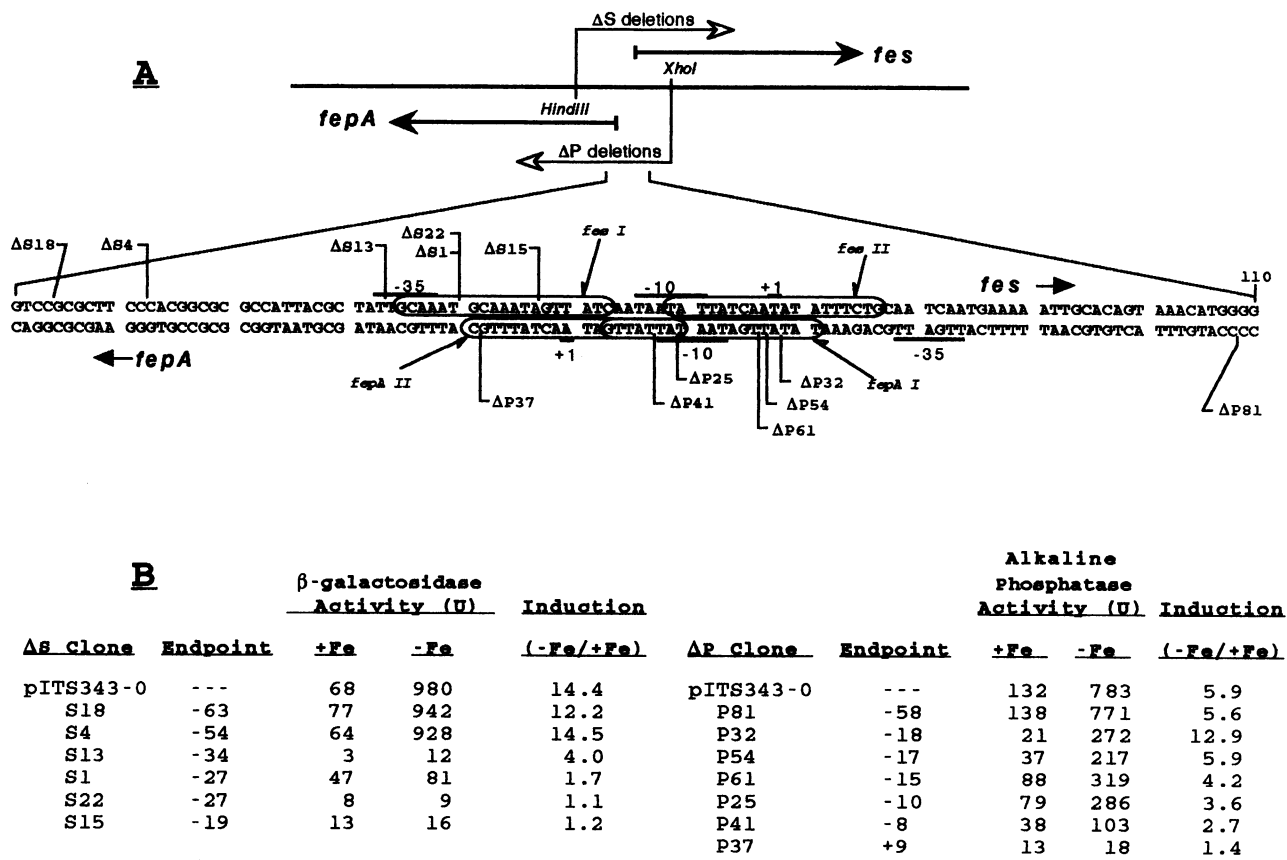 A
ΔS deletions
fes
XhoI
HindIII
fepA
ΔP deletions
ΔS18
ΔS4
ΔS13
ΔS22
ΔS1
ΔS15
fes I
fes II
fes
110
-35
-10
+1
GTCCGCGCTT CCCACGGCGC GCCATTACGCT TATTGCAAAT GCAAATAGTT ATCAATAATA TTATCAATAT ATTTCTGCAA TCAATGAAAA ATTGCACAGT AAACATGGGG
CAGGCGCGAA GGGTGCCGCG CGGTAATGCG ATAACGTTTA CGTTTATCAA TAGTTATTAT AATAGTTATA TAAAGACGTT AGTTACTTTT TAACGTGTCA TTTGTACCCC
fepA
fepA II
+1
-10
-35
ΔP37
ΔP25
ΔP41
ΔP32
ΔP54
ΔP61
fepA I
ΔP81
B
β-galactosidase Activity (U) Induction
ΔS Clone Endpoint +Fe -Fe (-Fe/+Fe)
pITS343-0 --- 68 980 14.4
S18 -63 77 942 12.2
S4 -54 64 928 14.5
S13 -34 3 12 4.0
S1 -27 47 81 1.7
S22 -27 8 9 1.1
S15 -19 13 16 1.2
Alkaline Phosphatase Activity (U) Induction
ΔP Clone Endpoint +Fe -Fe (-Fe/+Fe)
pITS343-0 --- 132 783 5.9
P81 -58 138 771 5.6
P32 -18 21 272 12.9
P54 -17 37 217 5.9
P61 -15 88 319 4.2
P25 -10 79 286 3.6
P41 -8 38 103 2.7
P37 +9 13 18 1.4